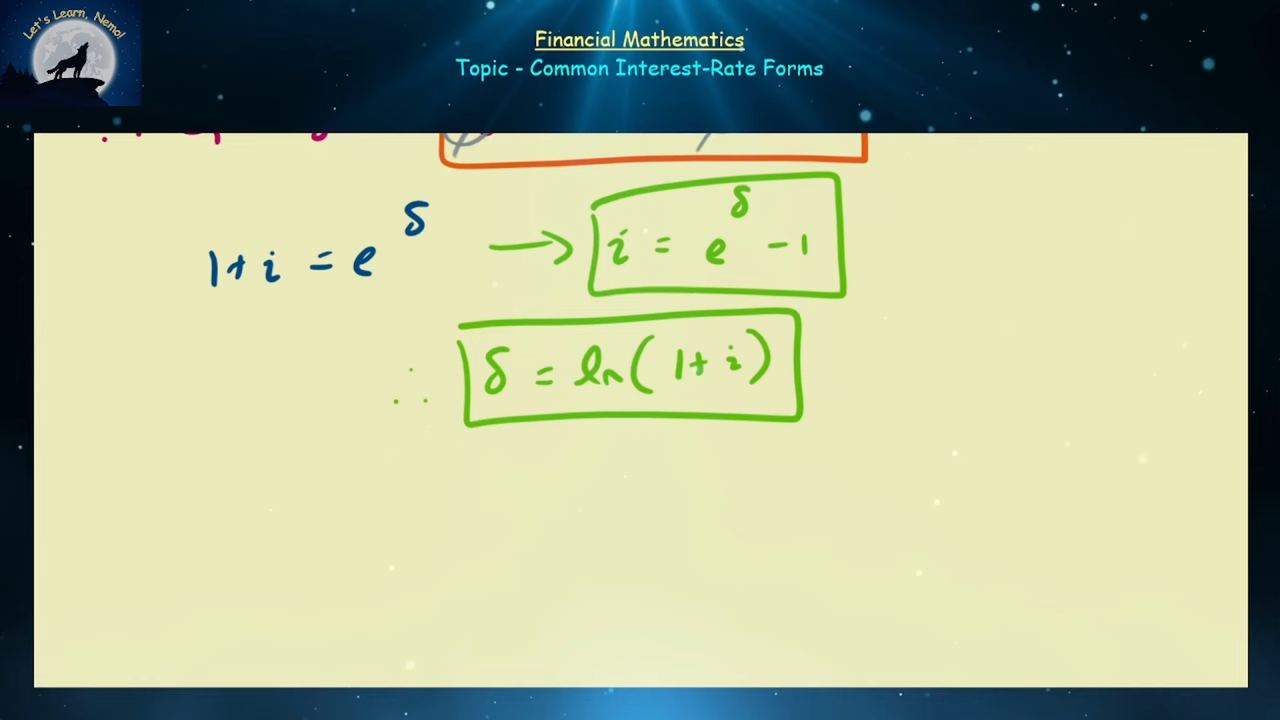 Let's Learn, Nemo!
Financial Mathematics
Topic - Common Interest-Rate Forms
1+i = e^δ → i = e^δ - 1
∴ δ = ln(1+i)